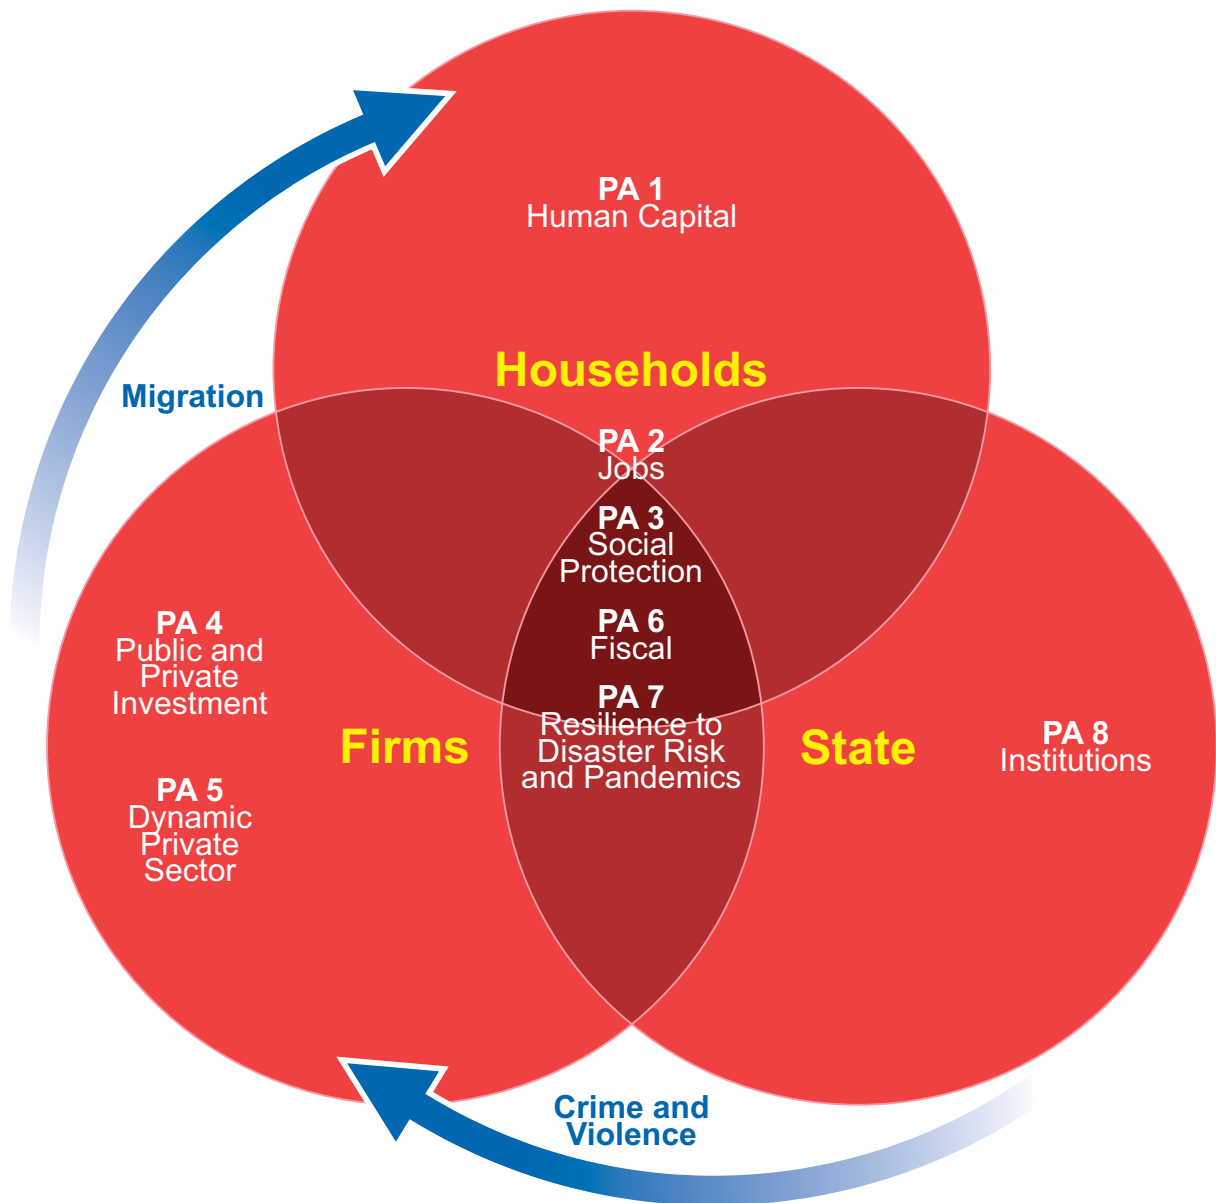 PA 1
Human Capital
Households
Migration
PA 2
Jobs
PA 3
Social
Protection
PA 6
Fiscal
PA 4
Public and
Private
Investment
PA 7
Resilience to
Disaster Risk
and Pandemics
Firms
State
PA 8
Institutions
PA 5
Dynamic
Private
Sector
Crime and
Violence